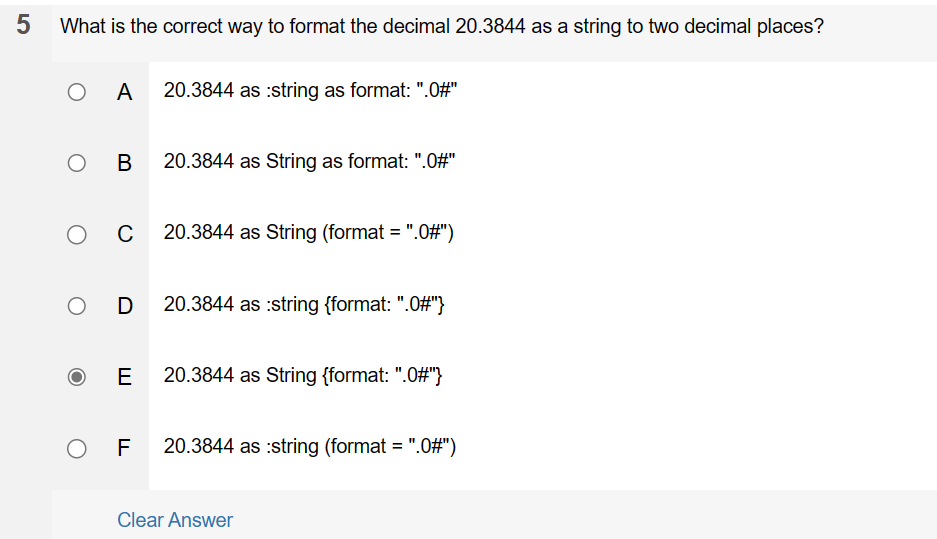 5 What is the correct way to format the decimal 20.3844 as a string to two decimal places?
A 20.3844 as :string as format: ".0#"
B 20.3844 as String as format: ".0#"
C 20.3844 as String (format = ".0#")
D 20.3844 as :string {format: ".0#"}
E 20.3844 as String {format: ".0#"}
F 20.3844 as :string (format = ".0#")
Clear Answer